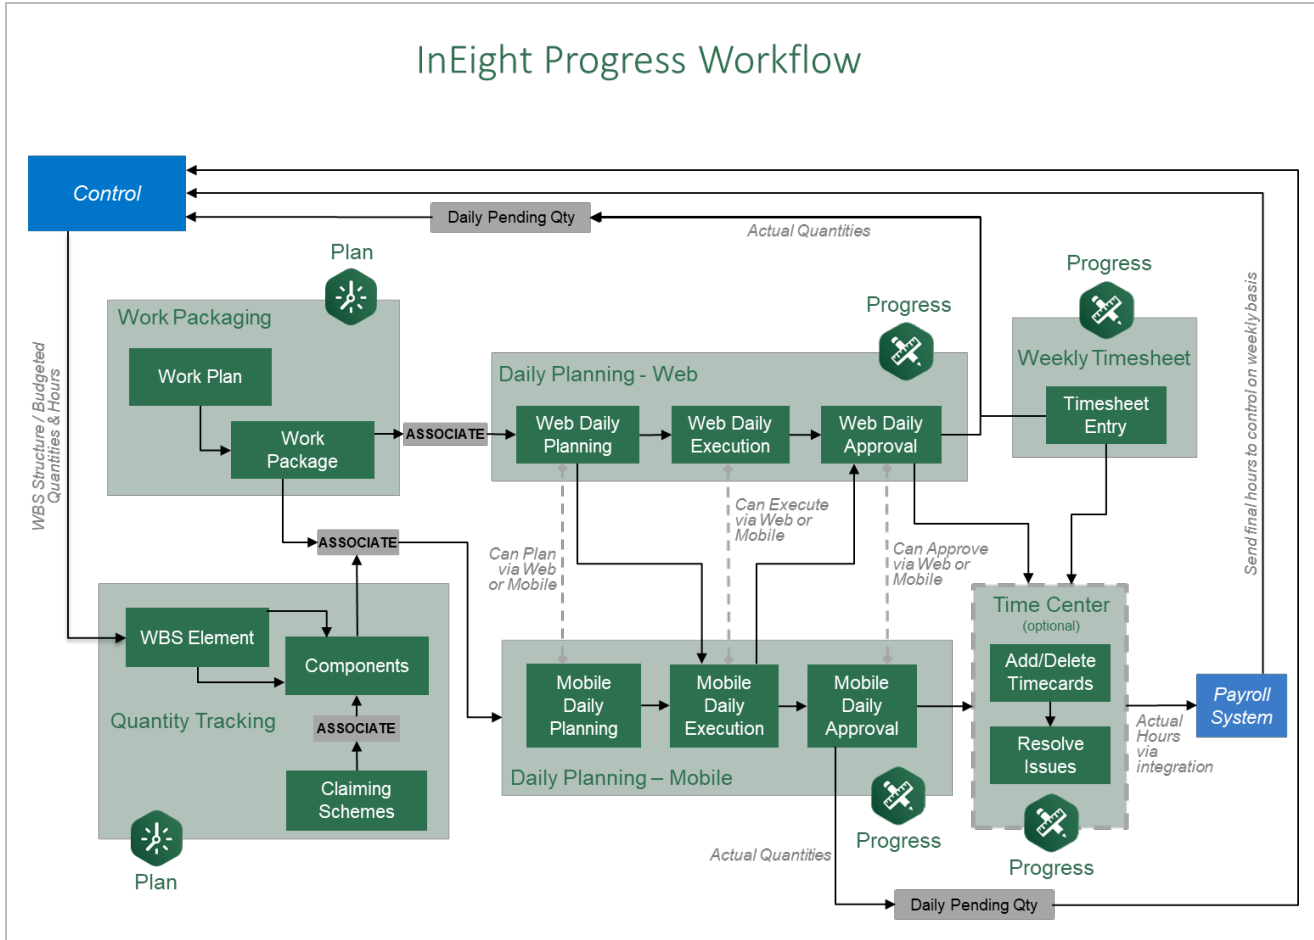 InEight Progress Workflow
Control
Daily Pending Qty
Actual Quantities
Plan
Progress
Work Packaging
Progress
Weekly Timesheet
Work Plan
Daily Planning - Web
Timesheet
Entry
Work
Package
ASSOCIATE
Web Daily
Planning
Web Daily
Execution
Web Daily
Approval
WBS Structure / Budgeted
Quantities & Hours
Send final hours to control on weekly basis
ASSOCIATE
Can Plan
via Web
or Mobile
Can Execute
via Web or
Mobile
Can Approve
via Web or
Mobile
Time Center
(optional)
WBS Element
Components
Add/Delete
Timecards
Mobile
Daily
Planning
Mobile
Daily
Execution
Mobile
Daily
Approval
Payroll
System
Quantity Tracking
ASSOCIATE
Actual
Hours
via
integration
Resolve
Issues
Claiming
Schemes
Daily Planning – Mobile
Progress
Progress
Plan
Actual Quantities
Daily Pending Qty